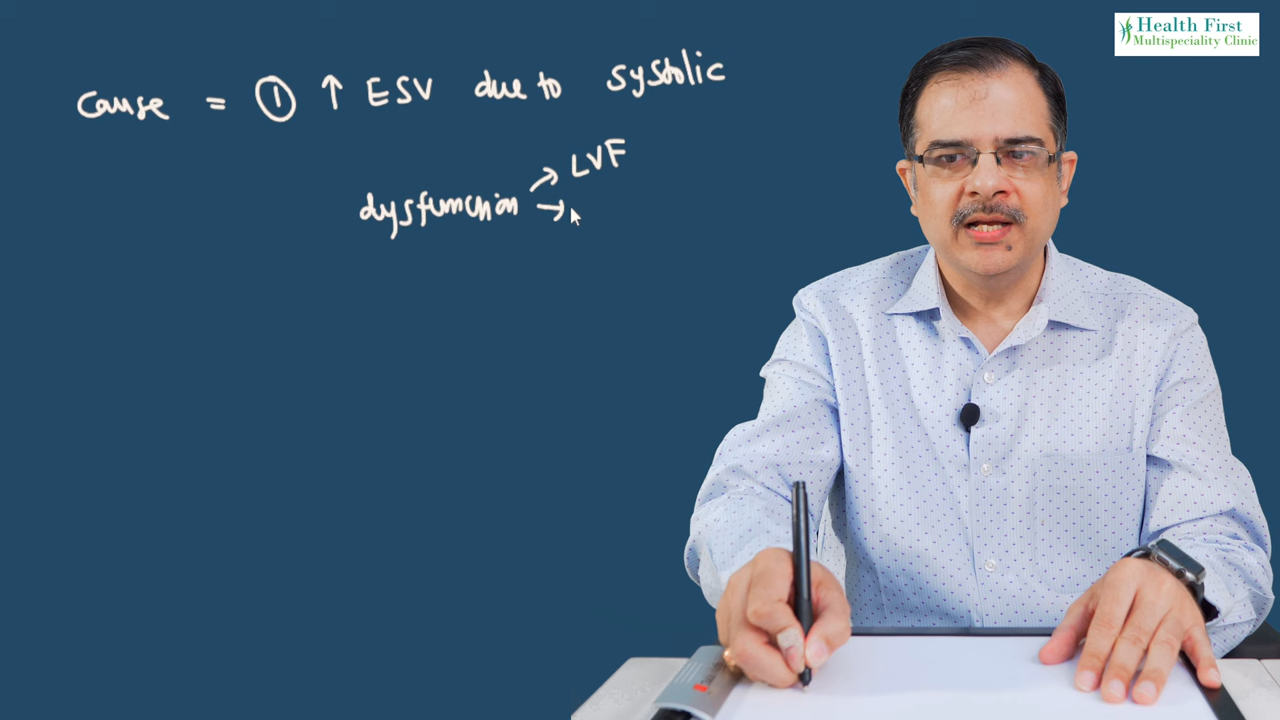 Health First
Multispeciality Clinic
Cause = ① ↑ ESV due to systolic
dysfunction → LVF
→